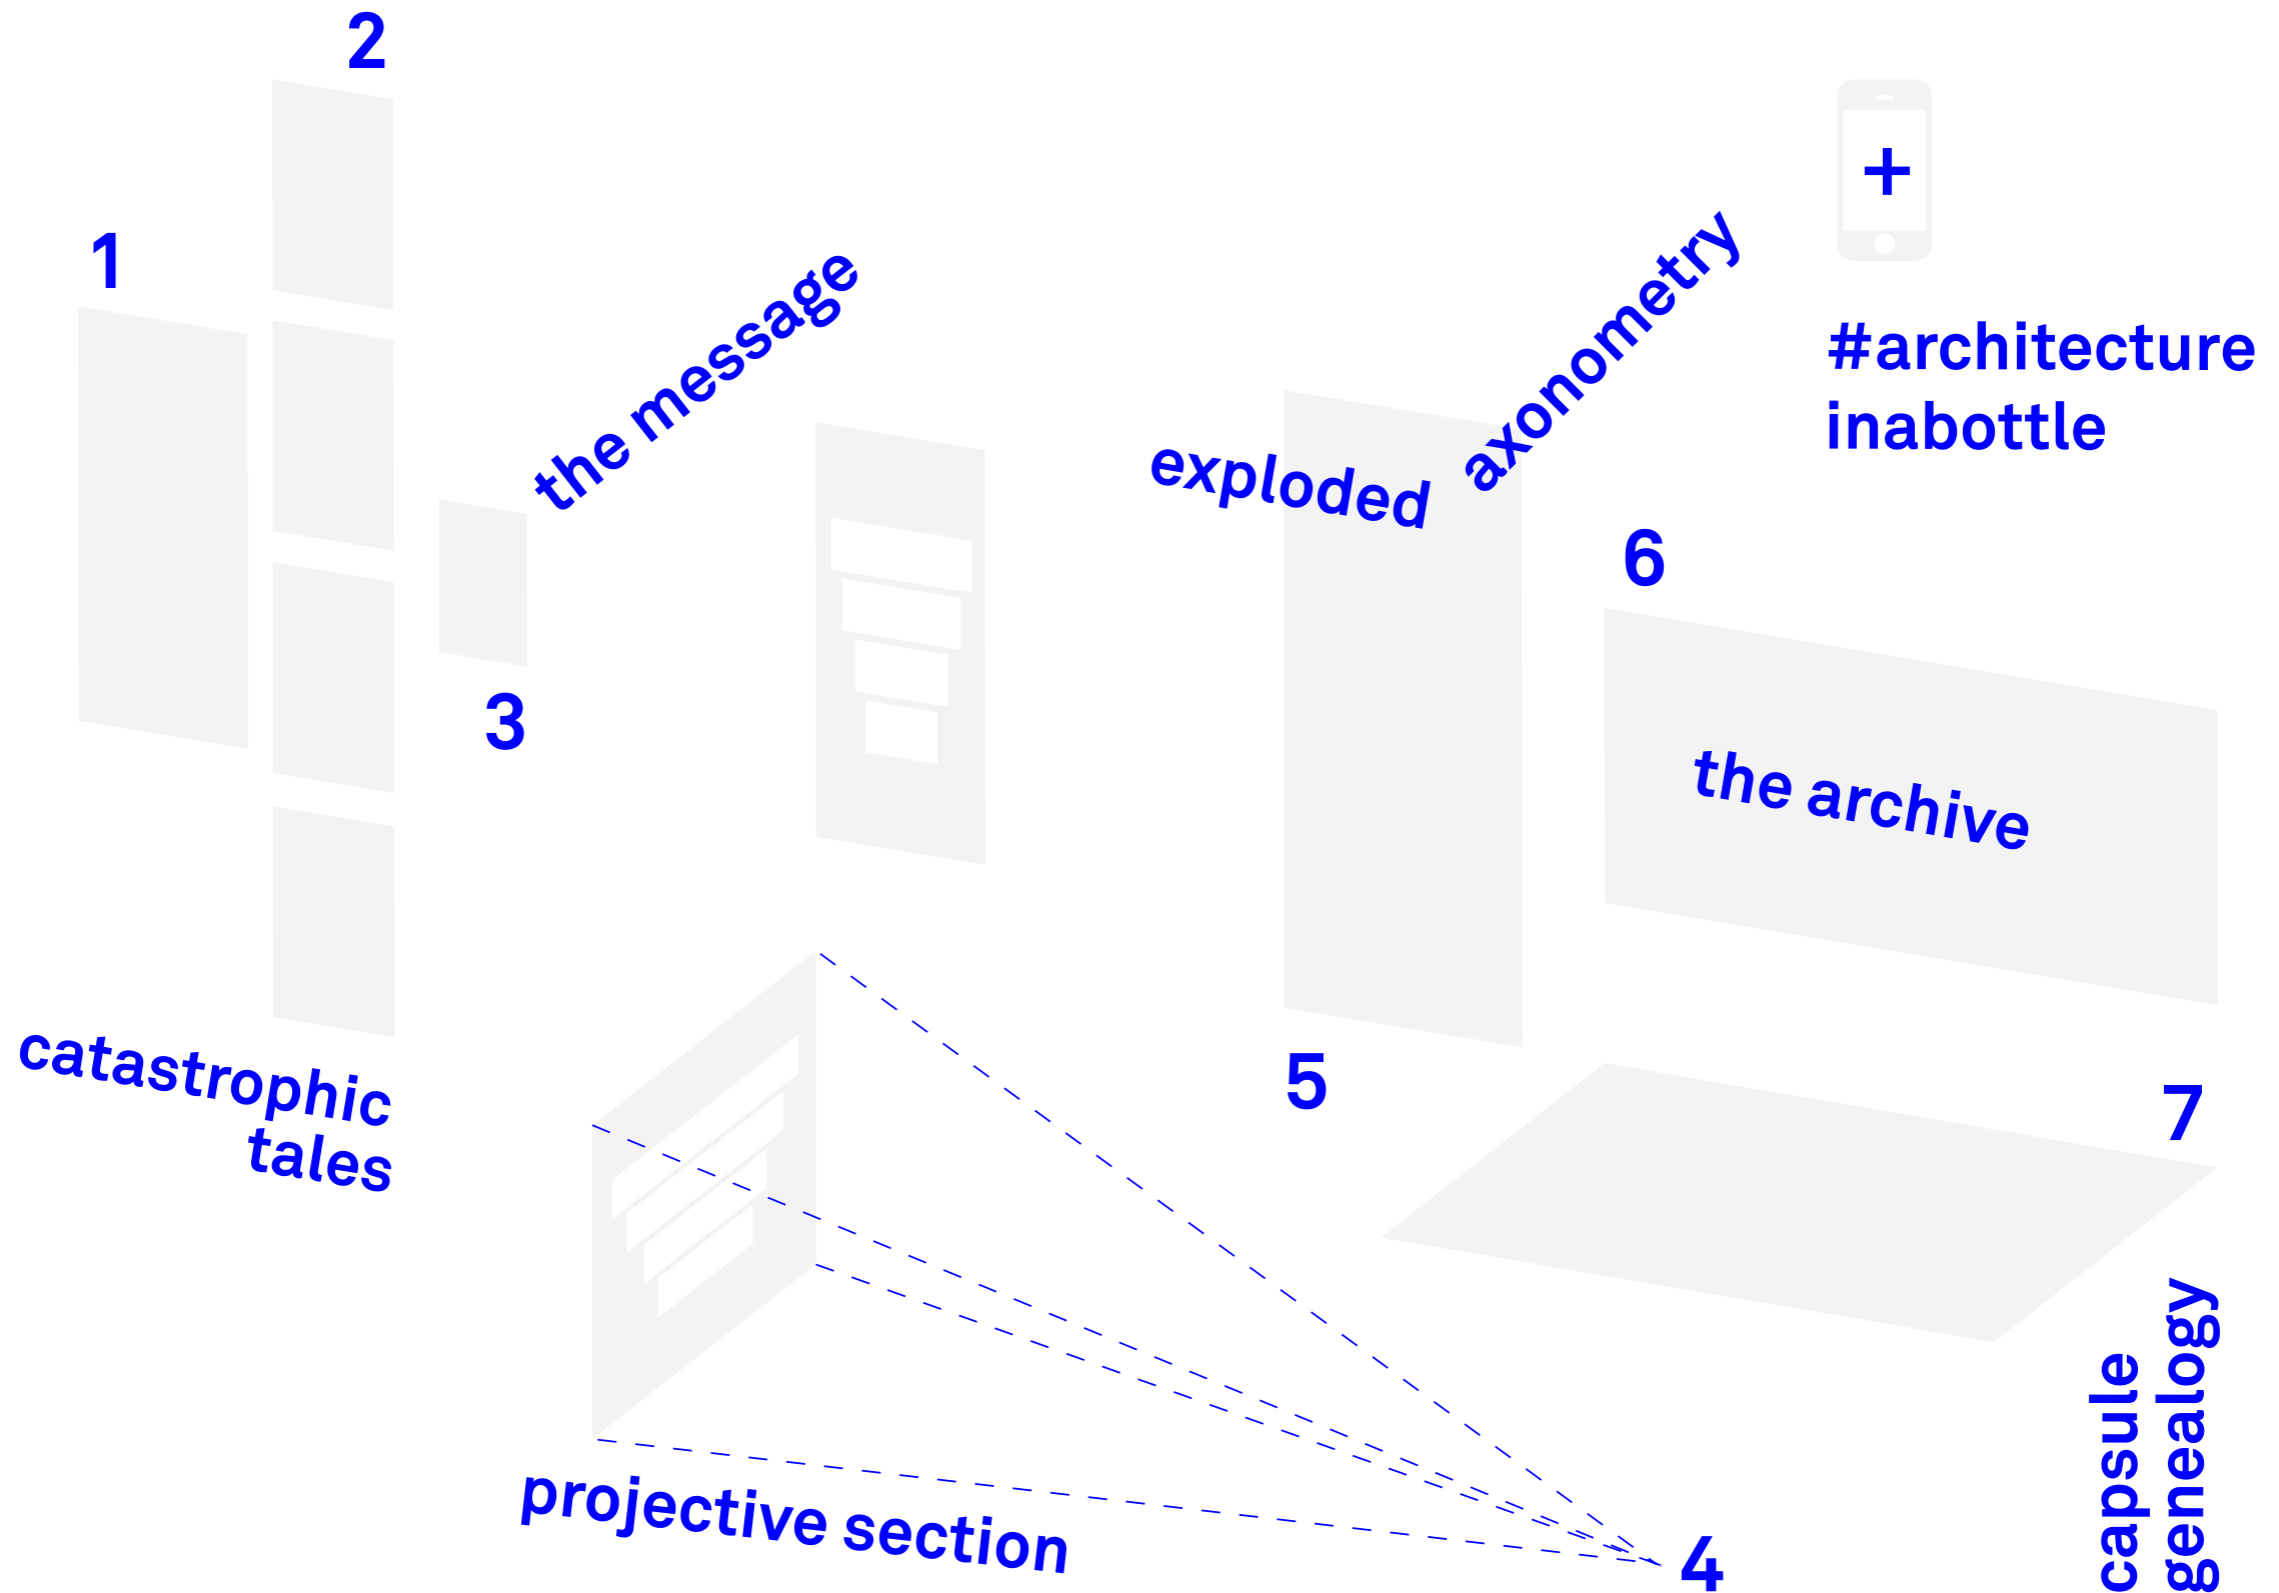 2
1
the message
+
#architecture
inabottle
exploded
axonometry
6
3
the archive
catastrophic
tales
5
7
projective section
4
capsule
genealogy